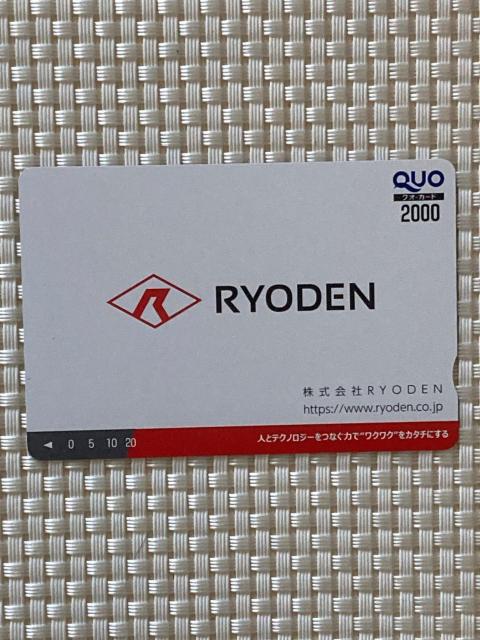 QUO
クオ・カード
2000
RYODEN
株式会社RYODEN
https://www.ryoden.co.jp
◀ 0 5 10 20
人とテクノロジーをつなぐ力で“ワクワク”をカタチにする